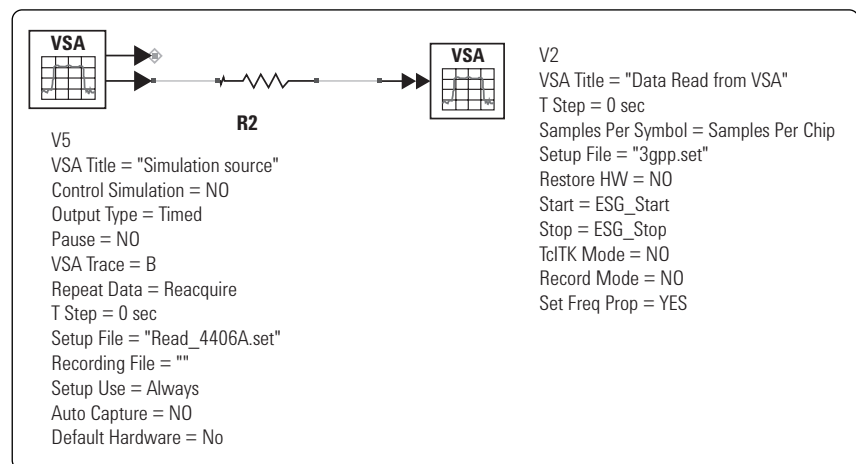 VSA
R2
VSA
V5
VSA Title = "Simulation source"
Control Simulation = NO
Output Type = Timed
Pause = NO
VSA Trace = B
Repeat Data = Reacquire
T Step = 0 sec
Setup File = "Read_4406A.set"
Recording File = ""
Setup Use = Always
Auto Capture = NO
Default Hardware = No
V2
VSA Title = "Data Read from VSA"
T Step = 0 sec
Samples Per Symbol = Samples Per Chip
Setup File = "3gpp.set"
Restore HW = NO
Start = ESG_Start
Stop = ESG_Stop
TclTK Mode = NO
Record Mode = NO
Set Freq Prop = YES